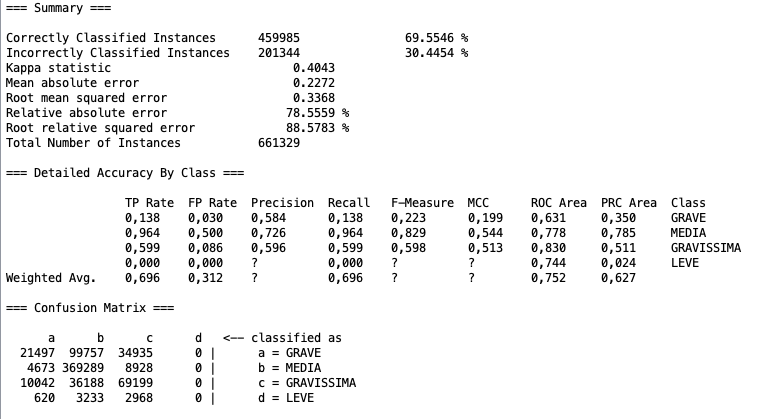 === Summary ===
Correctly Classified Instances 459985 69.5546 %
Incorrectly Classified Instances 201344 30.4454 %
Kappa statistic 0.4043
Mean absolute error 0.2272
Root mean squared error 0.3368
Relative absolute error 78.5559 %
Root relative squared error 88.5783 %
Total Number of Instances 661329
=== Detailed Accuracy By Class ===
TP Rate FP Rate Precision Recall F-Measure MCC ROC Area PRC Area Class
0,138 0,030 0,584 0,138 0,223 0,199 0,631 0,350 GRAVE
0,964 0,500 0,726 0,964 0,829 0,544 0,778 0,785 MEDIA
0,599 0,086 0,596 0,599 0,598 0,513 0,830 0,511 GRAVISSIMA
0,000 0,000 ? 0,000 ? ? 0,744 0,024 LEVE
Weighted Avg. 0,696 0,312 ? 0,696 ? ? 0,752 0,627
=== Confusion Matrix ===
a b c d <-- classified as
21497 99757 34935 0 | a = GRAVE
4673 369289 8928 0 | b = MEDIA
10042 36188 69199 0 | c = GRAVISSIMA
620 3233 2968 0 | d = LEVE